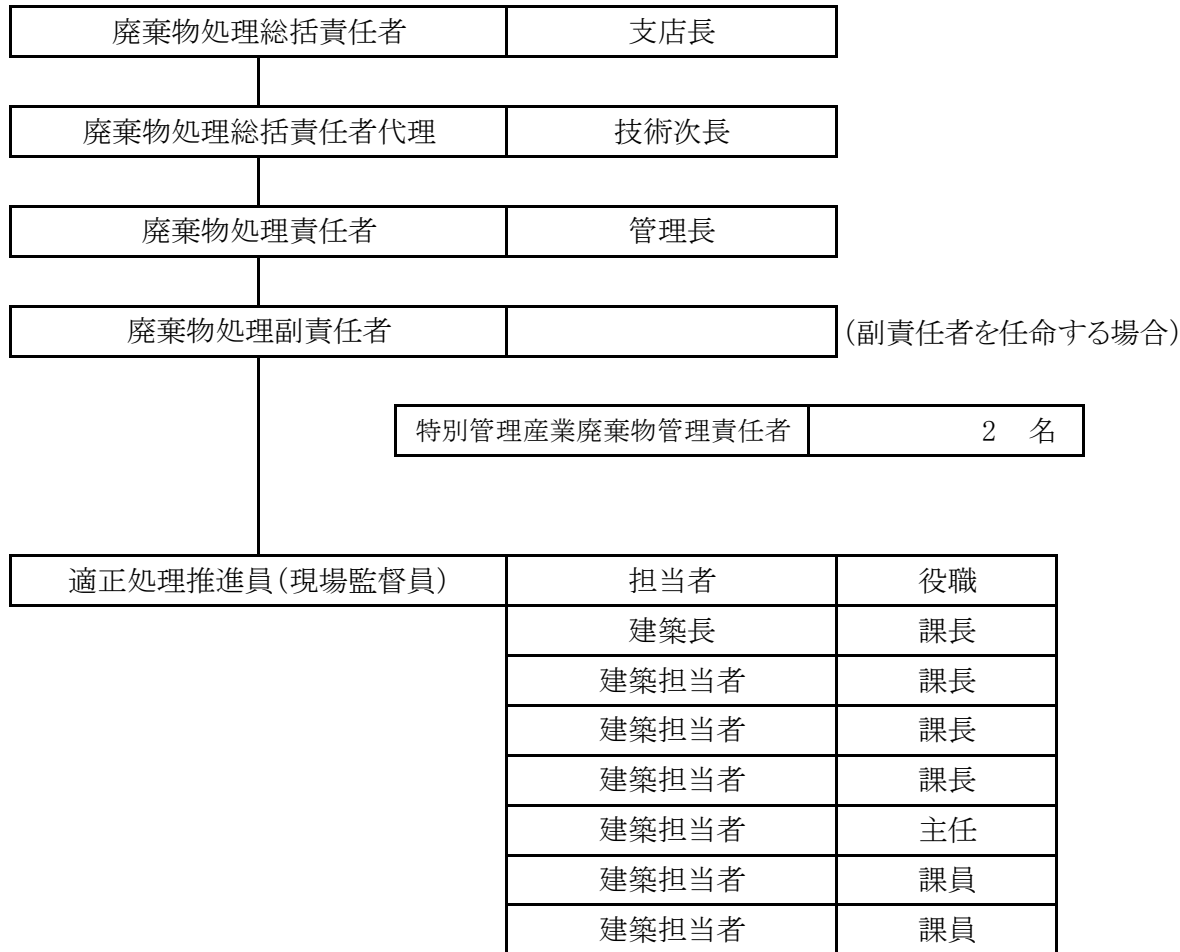 廃棄物処理総括責任者 支店長
廃棄物処理総括責任者代理 技術次長
廃棄物処理責任者 管理長
廃棄物処理副責任者 (副責任者を任命する場合)
特別管理産業廃棄物管理責任者 2 名
適正処理推進員(現場監督員) 担当者 役職
建築長 課長
建築担当者 課長
建築担当者 課長
建築担当者 課長
建築担当者 主任
建築担当者 課員
建築担当者 課員